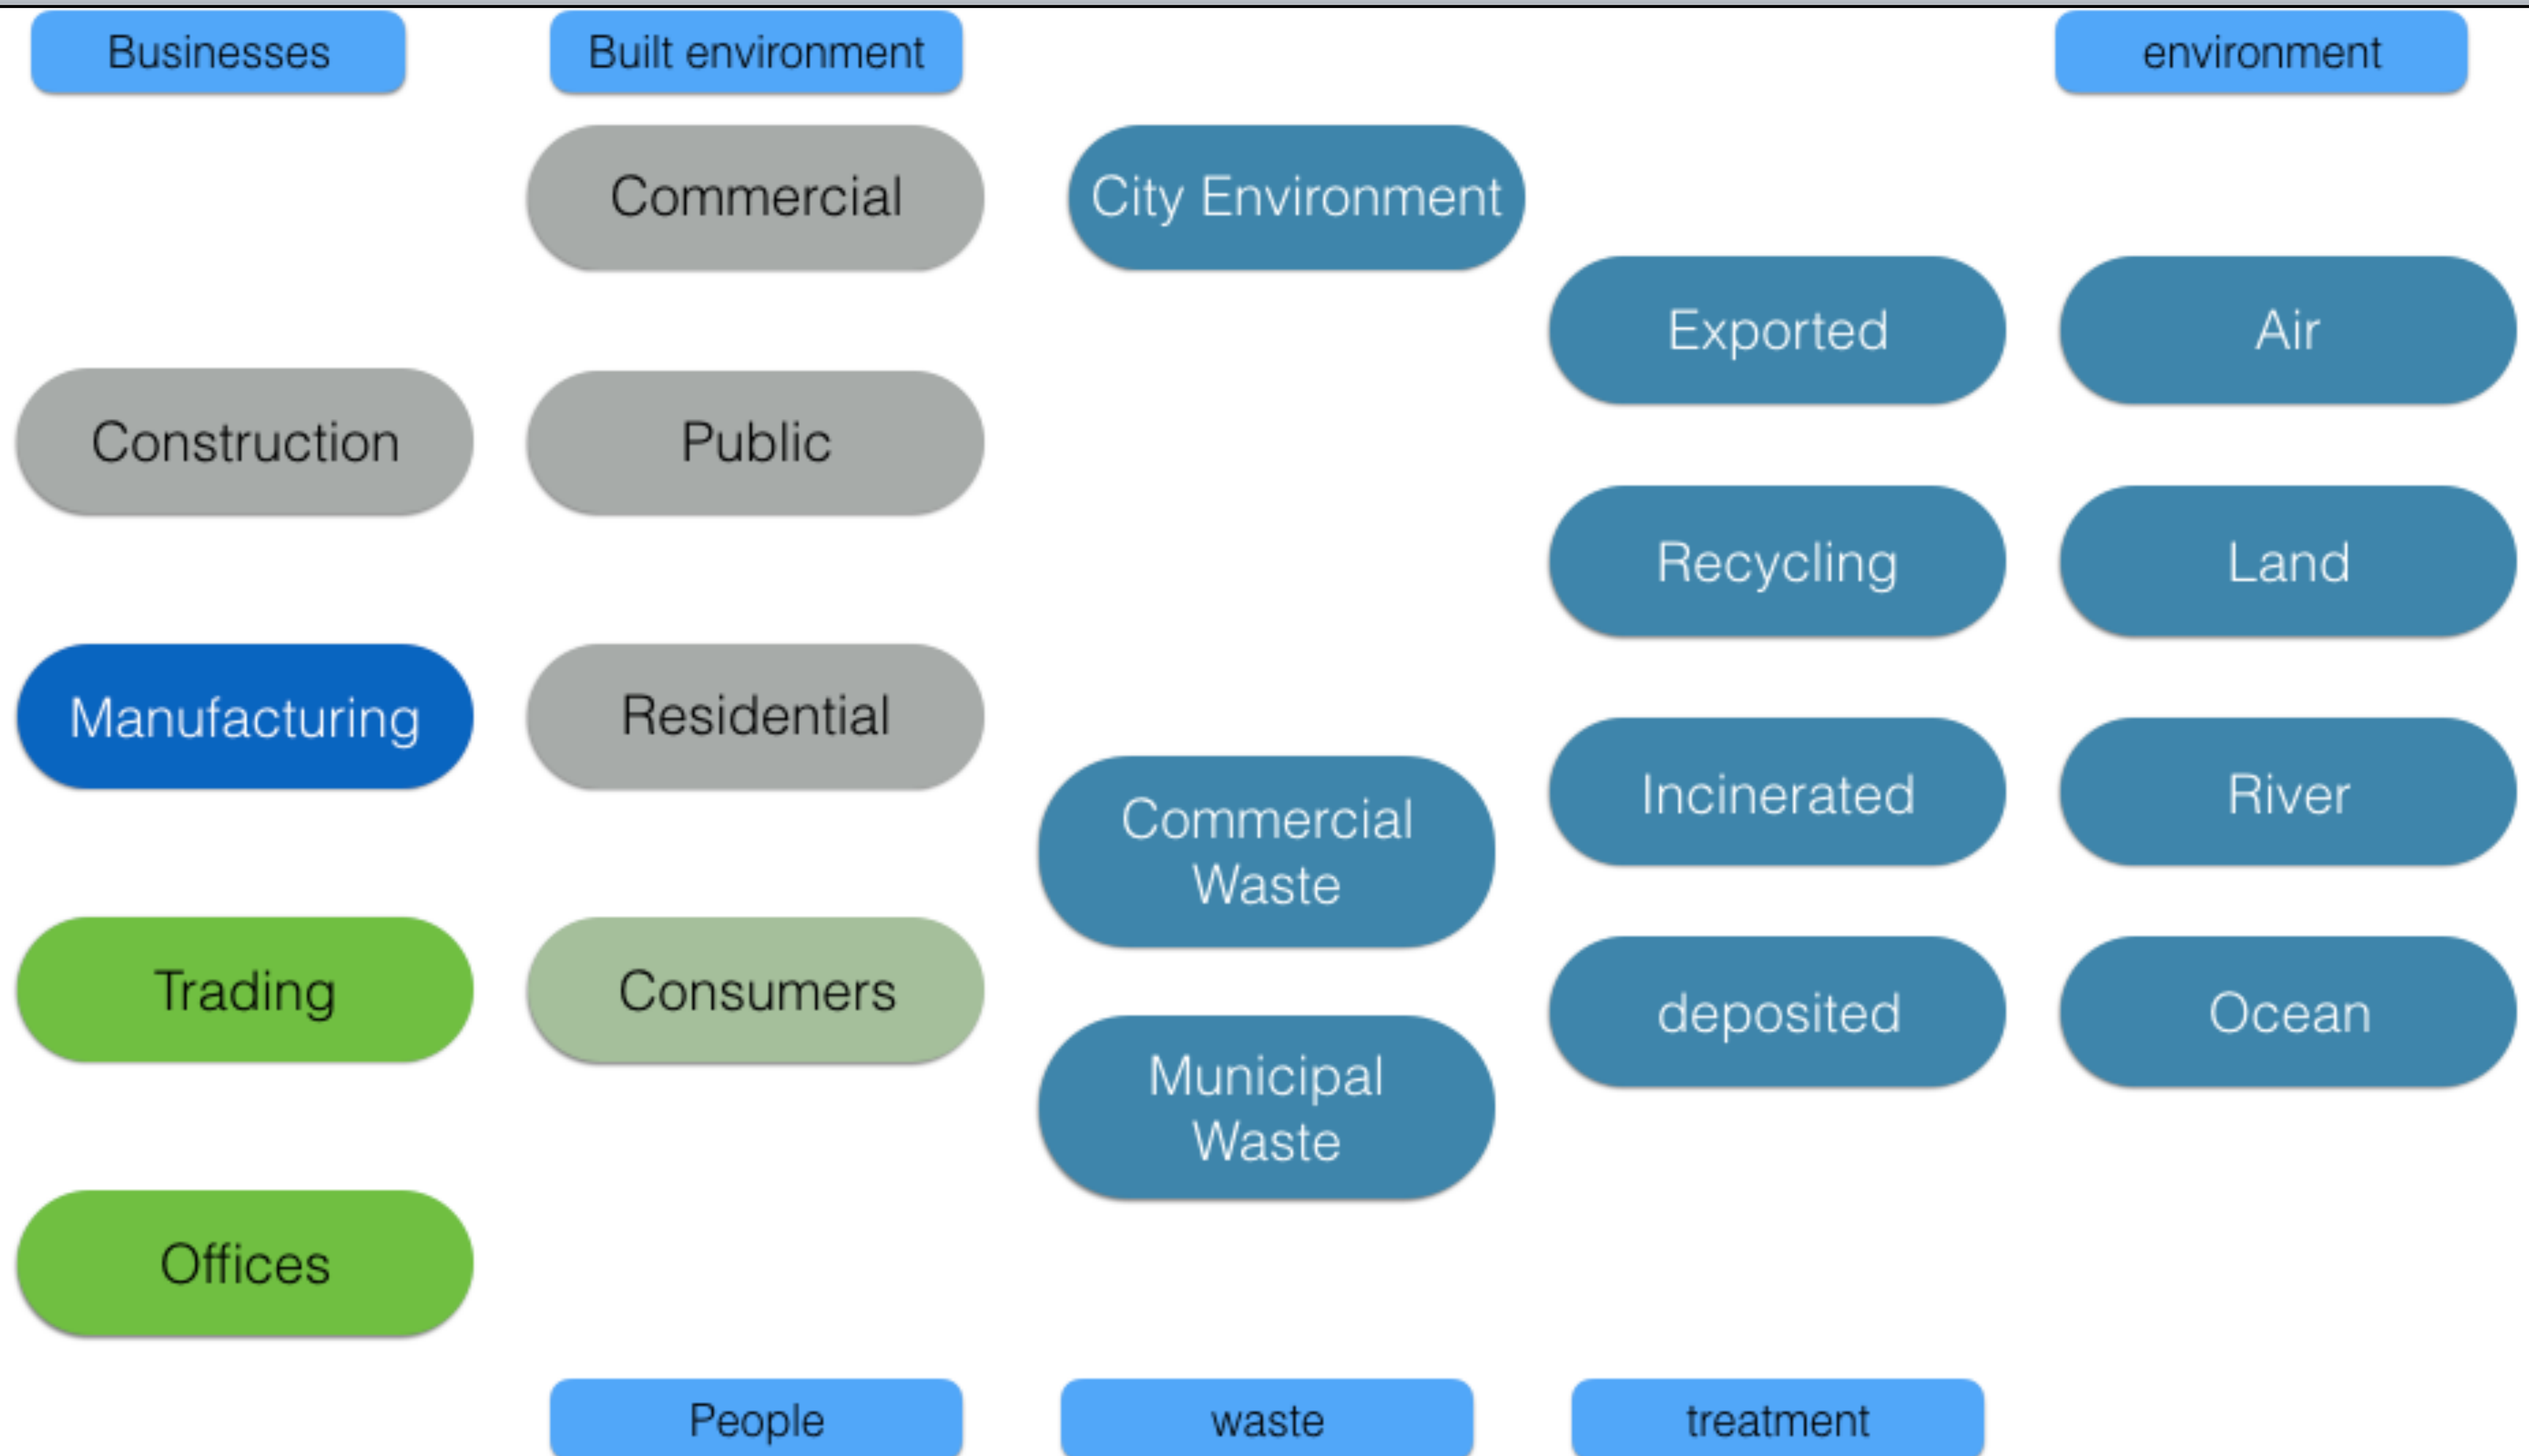 Businesses
Built environment
environment
Commercial
City Environment
Exported
Air
Construction
Public
Recycling
Land
Manufacturing
Residential
Commercial
Waste
Incinerated
River
Trading
Consumers
deposited
Ocean
Municipal
Waste
Offices
People
waste
treatment